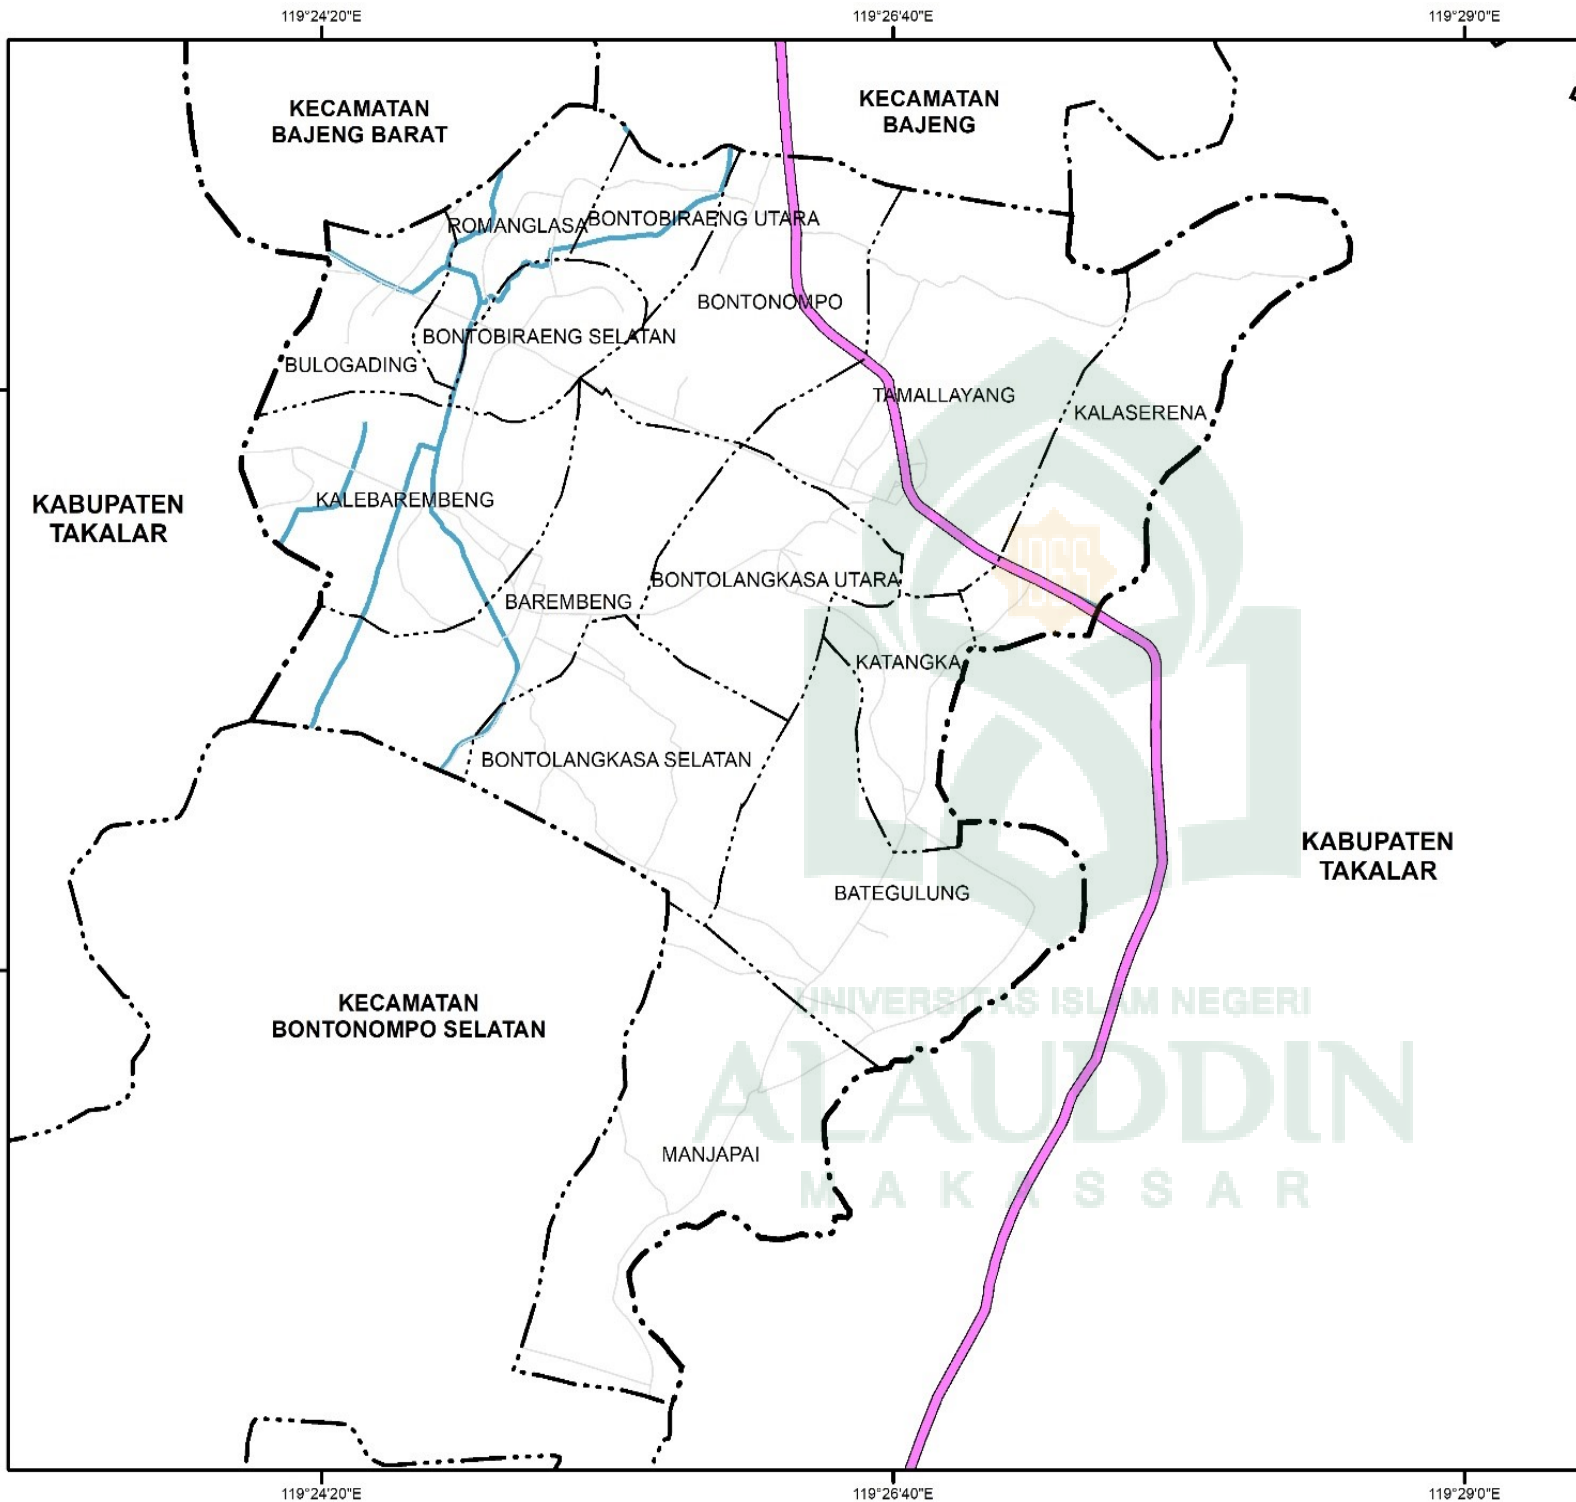 119°24'20"E
119°26'40"E
119°29'0"E
KECAMATAN
BAJENG BARAT
KECAMATAN
BAJENG
ROMANGLASA
BONTOBIRAENG UTARA
BONTONOMPO
BONTOBIRAENG SELATAN
BULOGADING
TAMALLAYANG
KALASERENA
KABUPATEN
TAKALAR
KALEBAREMBENG
BONTOLANGKASA UTARA
BAREMBENG
KATANGKA
BONTOLANGKASA SELATAN
KABUPATEN
TAKALAR
BATEGULUNG
KECAMATAN
BONTONOMPO SELATAN
UNIVERSITAS ISLAM NEGERI
ALAUDDIN
MAKASSAR
MANJAPAI
119°24'20"E
119°26'40"E
119°29'0"E